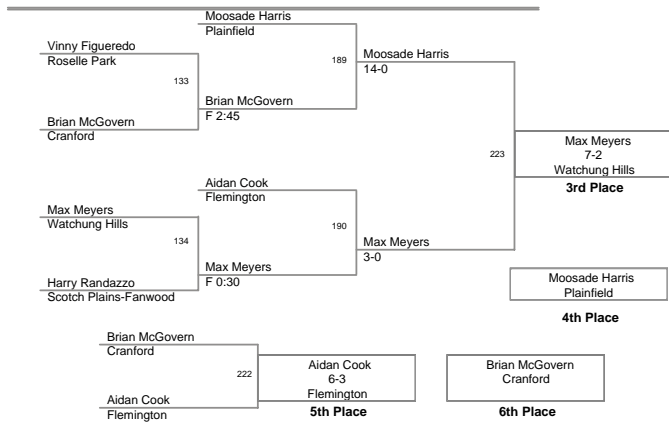 Moosade Harris
Plainfield
Vinny Figueredo
Roselle Park
189
Moosade Harris
14-0
133
Brian McGovern
F 2:45
Brian McGovern
Cranford
223
Max Meyers
7-2
Watchung Hills
3rd Place
Aidan Cook
Flemington
Max Meyers
Watchung Hills
190
134
Max Meyers
3-0
Max Meyers
F 0:30
Harry Randazzo
Scotch Plains-Fanwood
Moosade Harris
Plainfield
4th Place
Brian McGovern
Cranford
222
Aidan Cook
6-3
Flemington
5th Place
Brian McGovern
Cranford
6th Place
Aidan Cook
Flemington